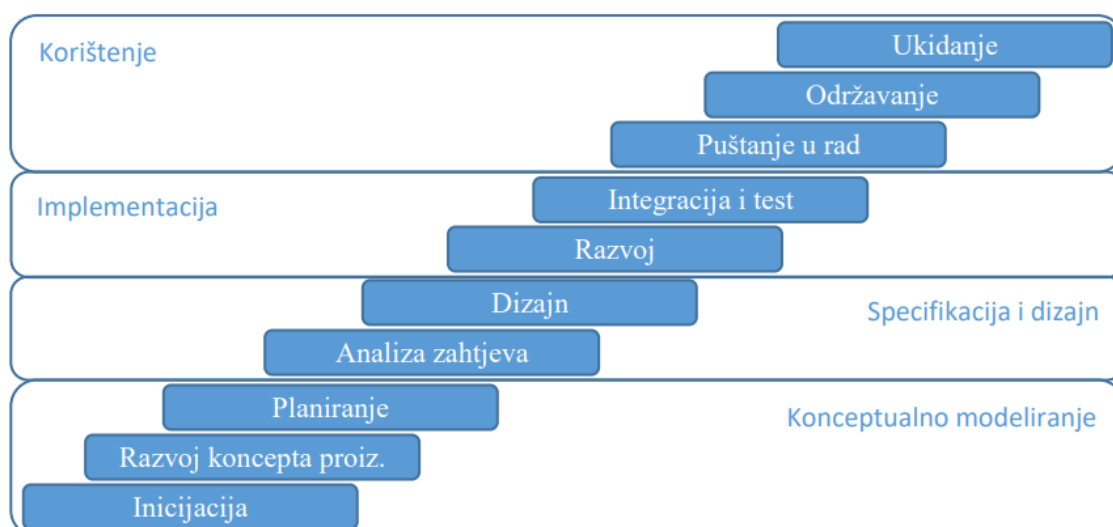 Korištenje
Ukidanje
Održavanje
Puštanje u rad
Implementacija
Integracija i test
Razvoj
Dizajn
Specifikacija i dizajn
Analiza zahtjeva
Planiranje
Konceptualno modeliranje
Razvoj koncepta proiz.
Inicijacija